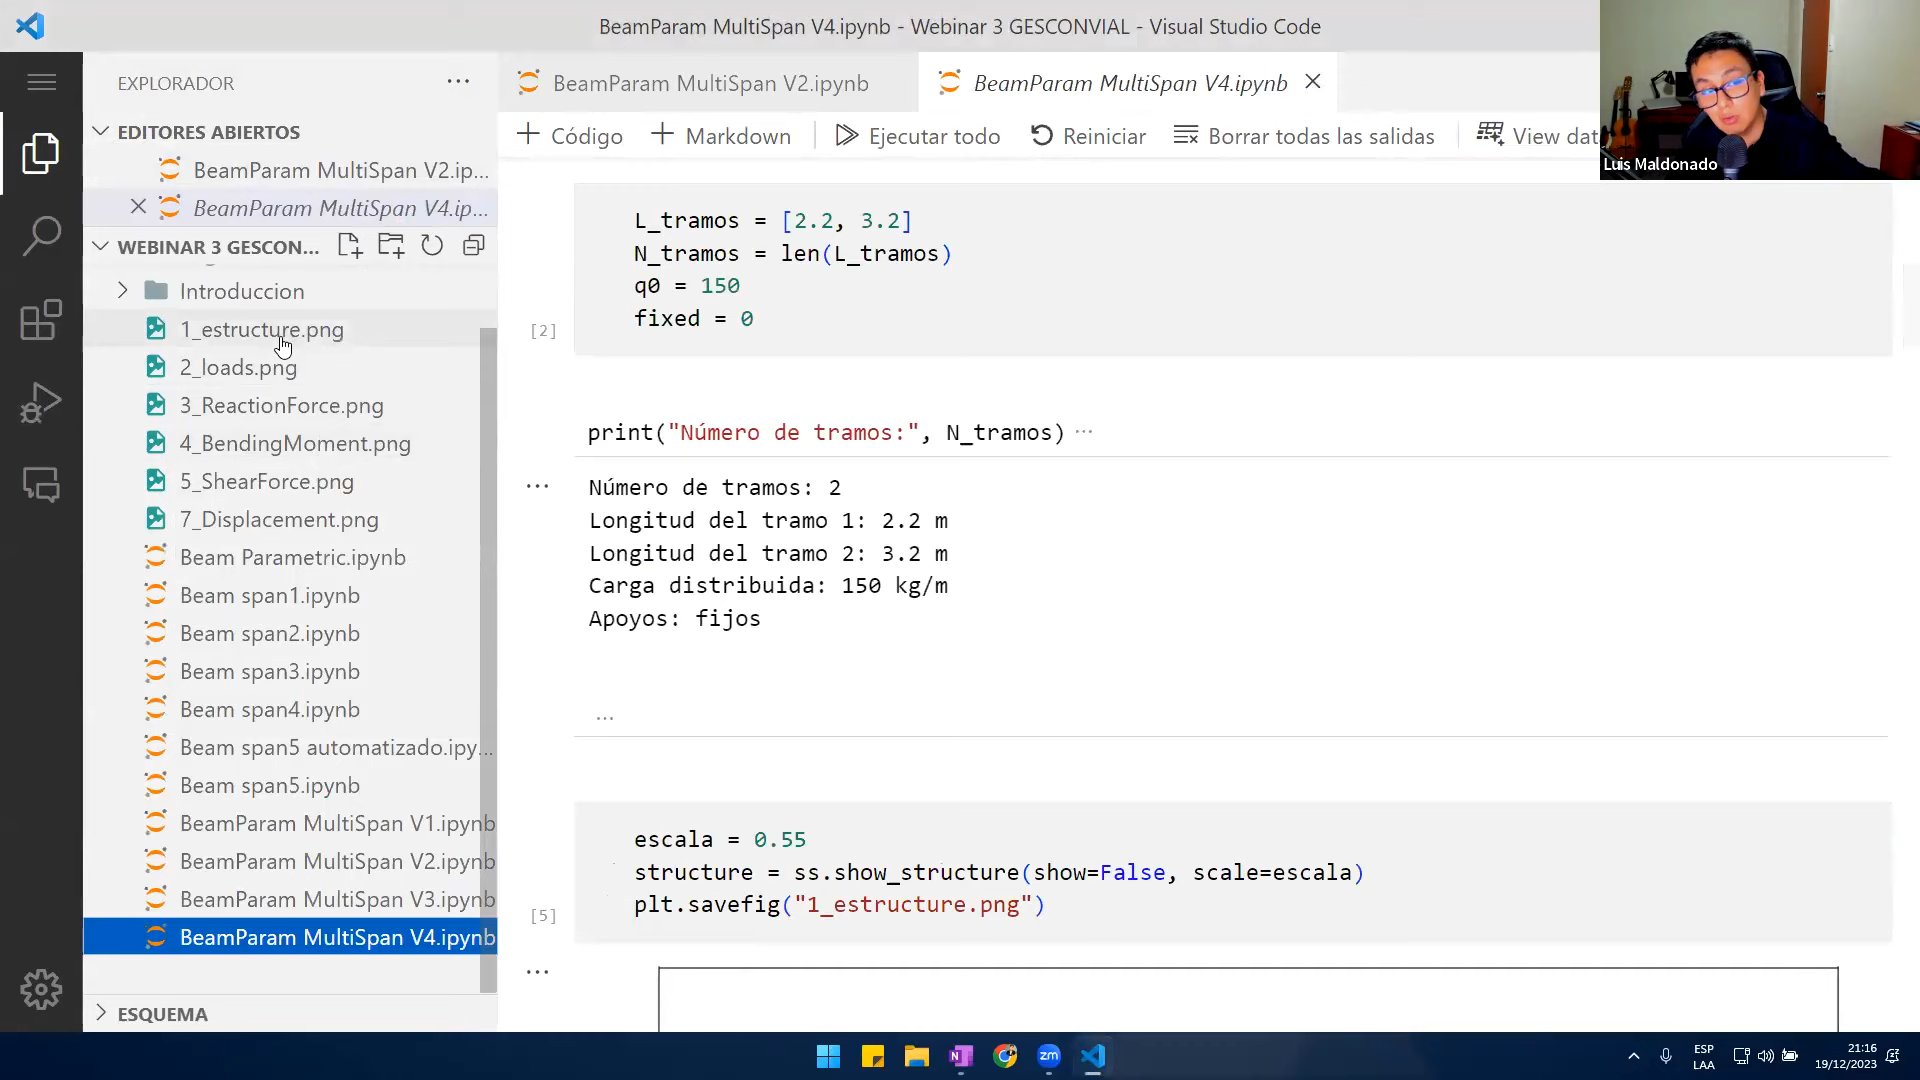 BeamParam MultiSpan V4.ipynb - Webinar 3 GESCONVIAL - Visual Studio Code
EXPLORADOR
EDITORES ABIERTOS
BeamParam MultiSpan V2.ip...
BeamParam MultiSpan V4.ip...
WEBINAR 3 GESCON...
Introduccion
1_estructure.png
2_loads.png
3_ReactionForce.png
4_BendingMoment.png
5_ShearForce.png
7_Displacement.png
Beam Parametric.ipynb
Beam span1.ipynb
Beam span2.ipynb
Beam span3.ipynb
Beam span4.ipynb
Beam span5 automatizado.ipy...
Beam span5.ipynb
BeamParam MultiSpan V1.ipynb
BeamParam MultiSpan V2.ipynb
BeamParam MultiSpan V3.ipynb
BeamParam MultiSpan V4.ipynb
ESQUEMA
BeamParam MultiSpan V2.ipynb
BeamParam MultiSpan V4.ipynb
Código Markdown Ejecutar todo Reiniciar Borrar todas las salidas View dat
Luis Maldonado
L_tramos = [2.2, 3.2]
N_tramos = len(L_tramos)
q0 = 150
fixed = 0
[2]
print("Número de tramos:", N_tramos) ...
Número de tramos: 2
Longitud del tramo 1: 2.2 m
Longitud del tramo 2: 3.2 m
Carga distribuida: 150 kg/m
Apoyos: fijos
...
escala = 0.55
structure = ss.show_structure(show=False, scale=escala)
plt.savefig("1_estructure.png")
[5]
zm
ESP
LAA
21:16
19/12/2023